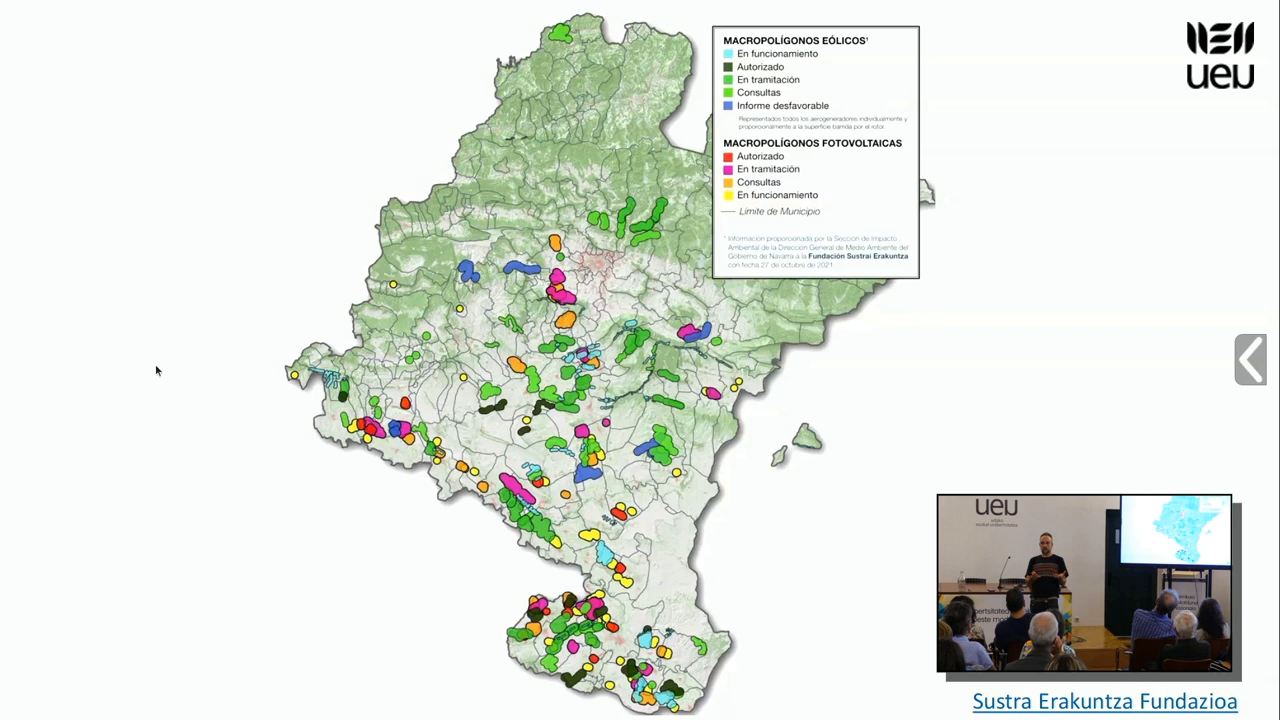 MACROPOLÍGONOS EÓLICOS¹
En funcionamiento
Autorizado
En tramitación
Consultas
Informe desfavorable
Representados todos los aerogeneradores individualmente y
proporcionalmente a la superficie barrida por el rotor.
MACROPOLÍGONOS FOTOVOLTAICAS
Autorizado
En tramitación
Consultas
En funcionamiento
Límite de Municipio
¹ Información proporcionada por la Sección de Impacto
Ambiental de la Dirección General de Medio Ambiente del
Gobierno de Navarra a la Fundación Sustrai Erakuntza
con fecha 27 de octubre de 2021
ueu
ueu
Sustra Erakuntza Fundazioa